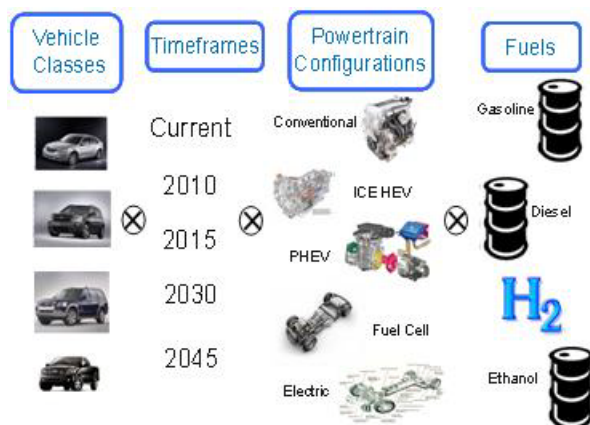 Vehicle
Classes
Timeframes
Powertrain
Configurations
Fuels
Current
2010
2015
2030
2045
Conventional
ICE HEV
PHEV
Fuel Cell
Electric
Gasoline
Diesel
H2
Ethanol